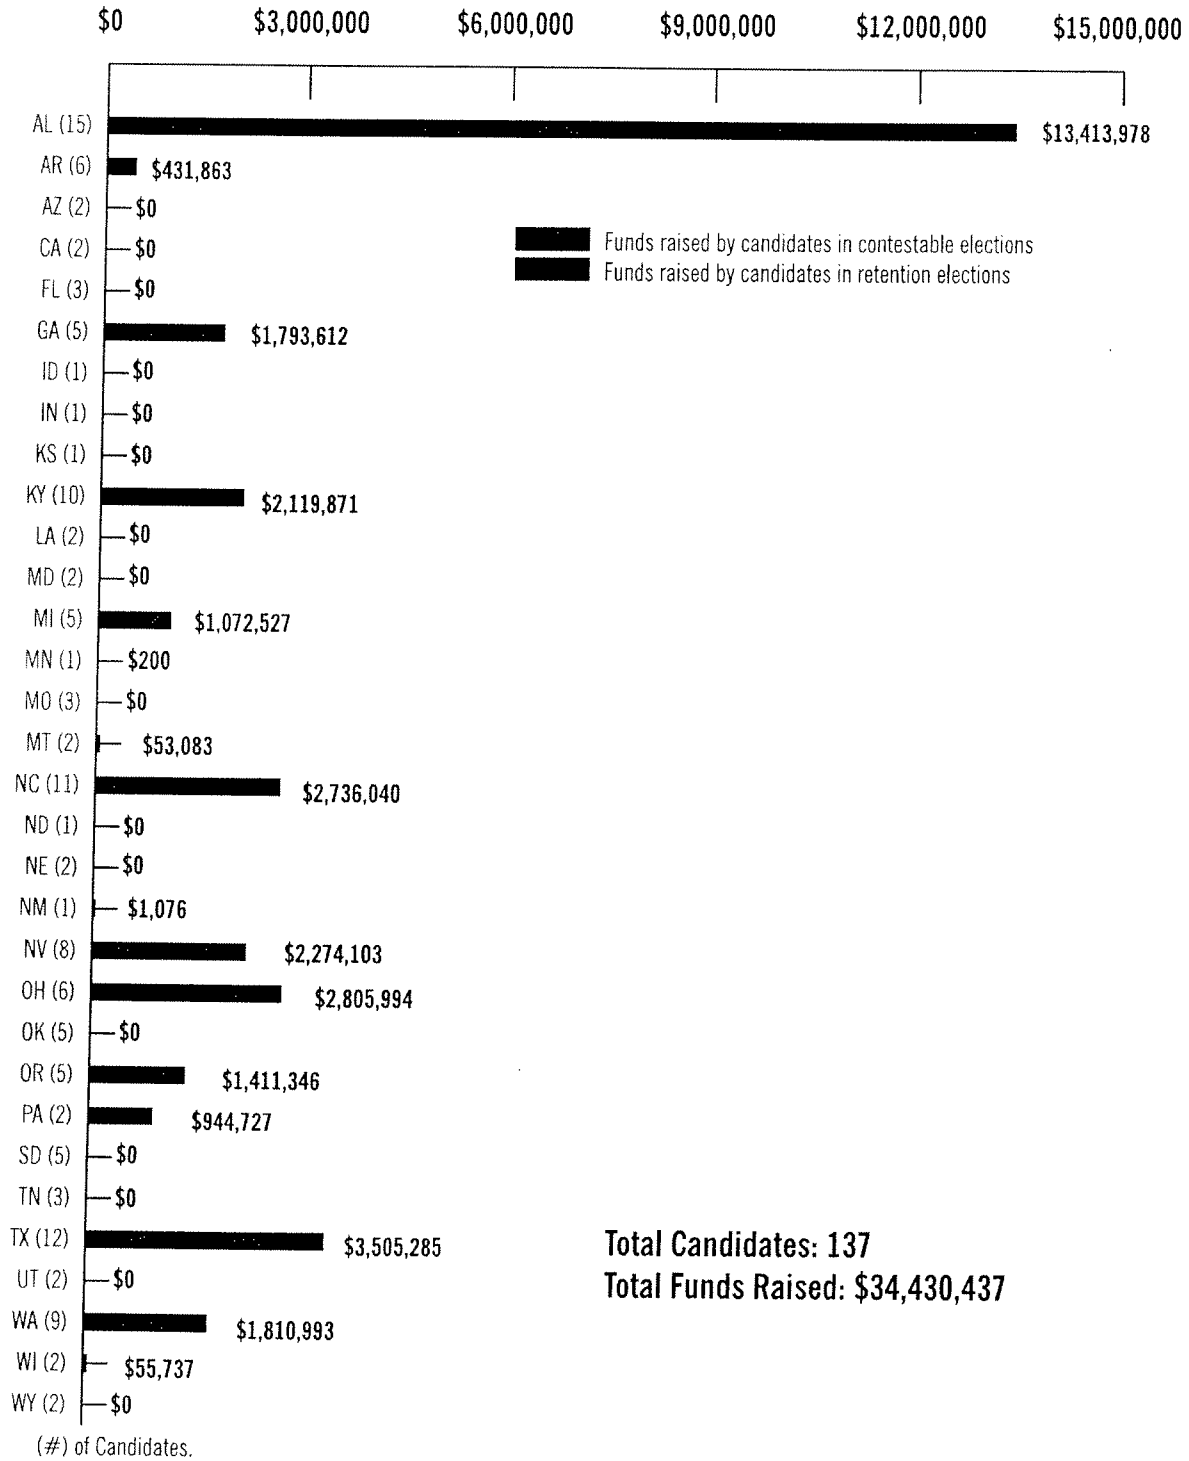 $0 $3,000,000 $6,000,000 $9,000,000 $12,000,000 $15,000,000
AL (15) $13,413,978
AR (6) $431,863
AZ (2) $0
CA (2) $0
Funds raised by candidates in contestable elections
Funds raised by candidates in retention elections
FL (3) $0
GA (5) $1,793,612
ID (1) $0
IN (1) $0
KS (1) $0
KY (10) $2,119,871
LA (2) $0
MD (2) $0
MI (5) $1,072,527
MN (1) $200
MO (3) $0
MT (2) $53,083
NC (11) $2,736,040
ND (1) $0
NE (2) $0
NM (1) $1,076
NV (8) $2,274,103
OH (6) $2,805,994
OK (5) $0
OR (5) $1,411,346
PA (2) $944,727
SD (5) $0
TN (3) $0
TX (12) $3,505,285
Total Candidates: 137
UT (2) $0
Total Funds Raised: $34,430,437
WA (9) $1,810,993
WI (2) $55,737
WY (2) $0
(#) of Candidates.